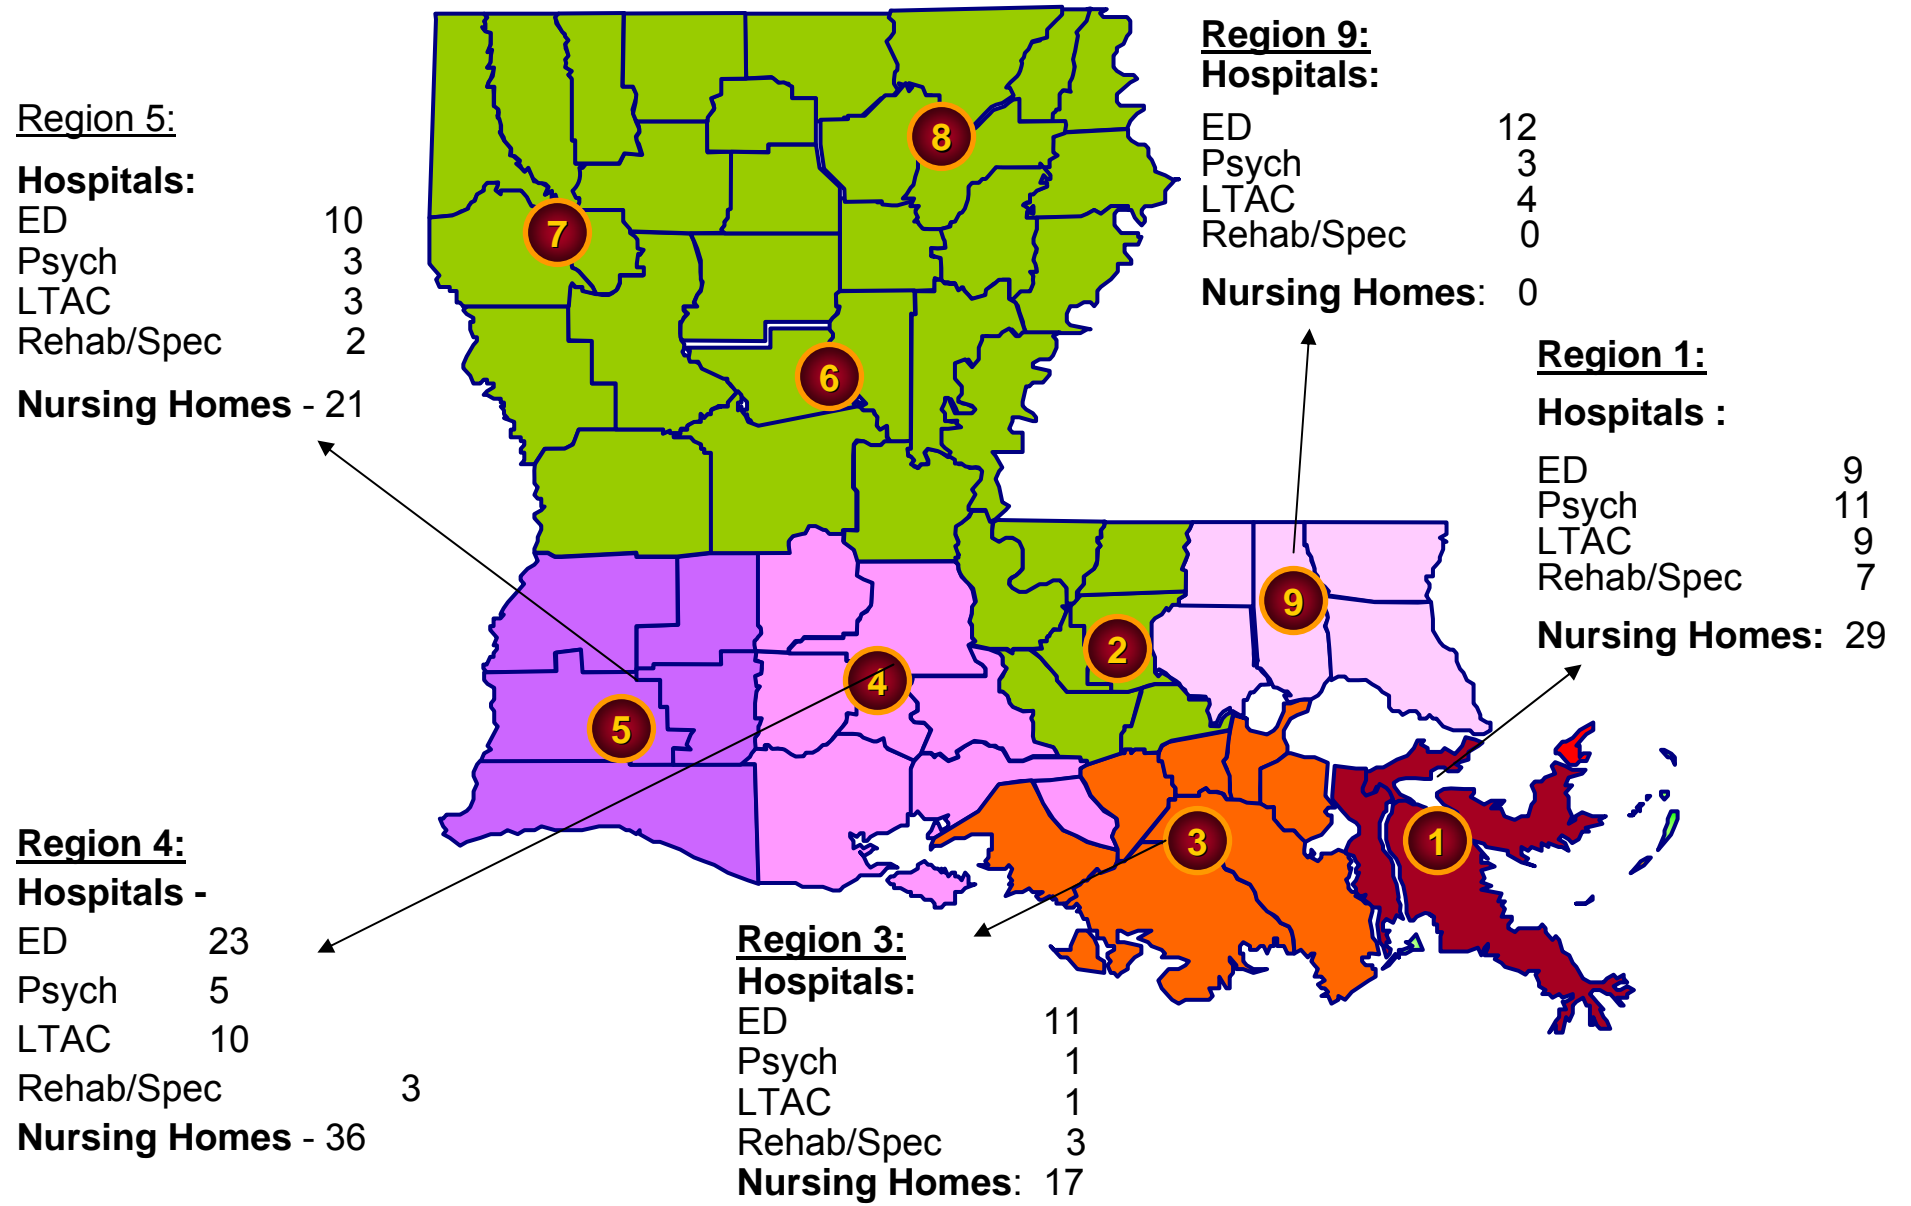 Region 5:
Hospitals:
ED 10
Psych 3
LTAC 3
Rehab/Spec 2
Nursing Homes - 21
Region 9:
Hospitals:
ED 12
Psych 3
LTAC 4
Rehab/Spec 0
Nursing Homes: 0
Region 1:
Hospitals :
ED 9
Psych 11
LTAC 9
Rehab/Spec 7
Nursing Homes: 29
8
7
6
9
2
4
5
3
1
Region 4:
Hospitals -
ED 23
Psych 5
LTAC 10
Rehab/Spec 3
Nursing Homes - 36
Region 3:
Hospitals:
ED 11
Psych 1
LTAC 1
Rehab/Spec 3
Nursing Homes: 17